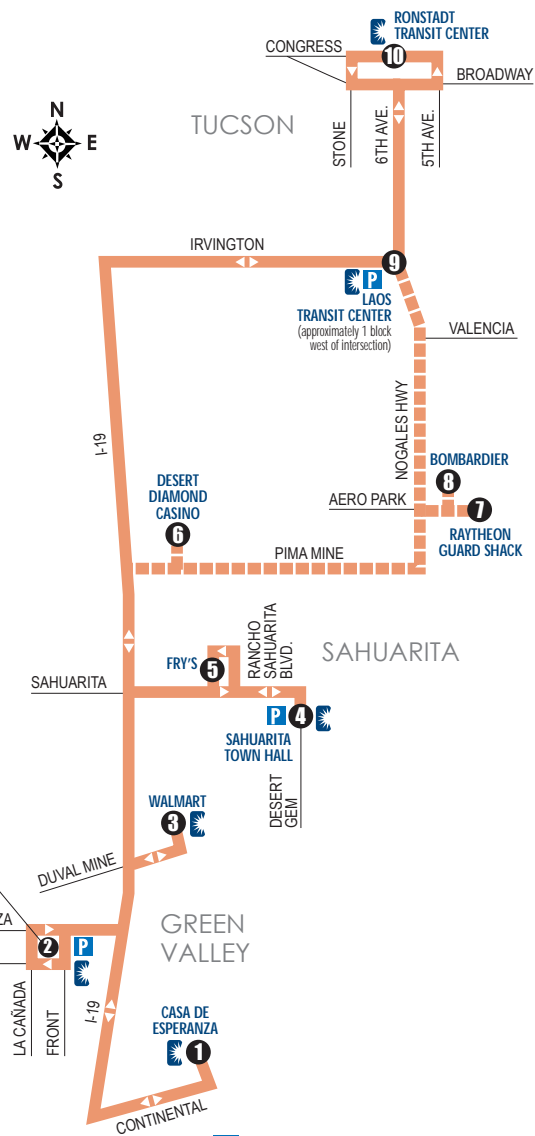 RONSTADT
TRANSIT CENTER
CONGRESS
10
BROADWAY
N
W E
S
TUCSON
STONE
6TH AVE.
5TH AVE.
IRVINGTON
9
P
LAOS
TRANSIT CENTER
(approximately 1 block
west of intersection)
VALENCIA
I-19
NOGALES HWY
DESERT
DIAMOND
CASINO
6
BOMBARDIER
8
AERO PARK
7
RAYTHEON
GUARD SHACK
PIMA MINE
FRY'S
5
RANCHO
SAHUARITA
BLVD.
SAHUARITA
SAHUARITA
P
4
SAHUARITA
TOWN HALL
DESERT
GEM
WALMART
3
DUVAL MINE
ZA
2
P
GREEN
VALLEY
LA CAÑADA
FRONT
I-19
CASA DE
ESPERANZA
1
CONTINENTAL